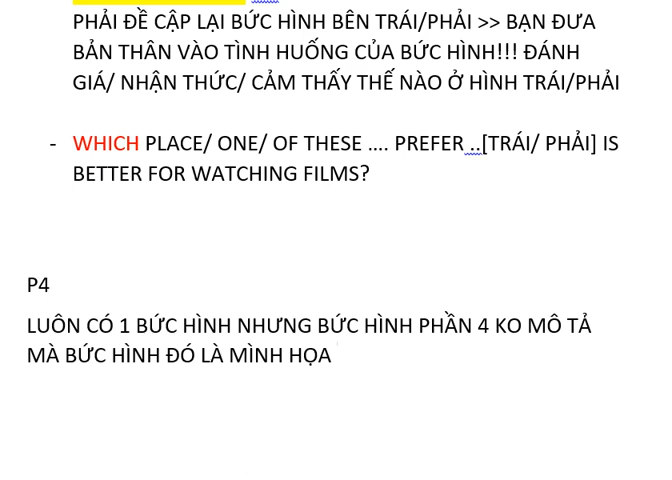 PHẢI ĐỀ CẬP LẠI BỨC HÌNH BÊN TRÁI/PHẢI >> BẠN ĐƯA
BẢN THÂN VÀO TÌNH HUỐNG CỦA BỨC HÌNH!!! ĐÁNH
GIÁ/ NHẬN THỨC/ CẢM THẤY THẾ NÀO Ở HÌNH TRÁI/PHẢI
- WHICH PLACE/ ONE/ OF THESE .... PREFER ..[TRÁI/ PHẢI] IS
BETTER FOR WATCHING FILMS?
P4
LUÔN CÓ 1 BỨC HÌNH NHƯNG BỨC HÌNH PHẦN 4 KO MÔ TẢ
MÀ BỨC HÌNH ĐÓ LÀ MÌNH HỌA